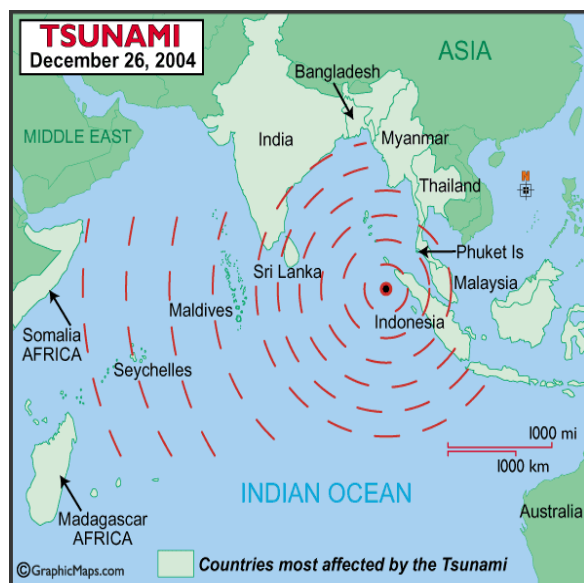 TSUNAMI
December 26, 2004
ASIA
Bangladesh
MIDDLE EAST
India
Myanmar
Thailand
N
Phuket Is
Sri Lanka
Malaysia
Maldives
Indonesia
Somalia
AFRICA
Seychelles
1000 mi
1000 km
INDIAN OCEAN
Madagascar
AFRICA
Australia
©GraphicMaps.com
Countries most affected by the Tsunami